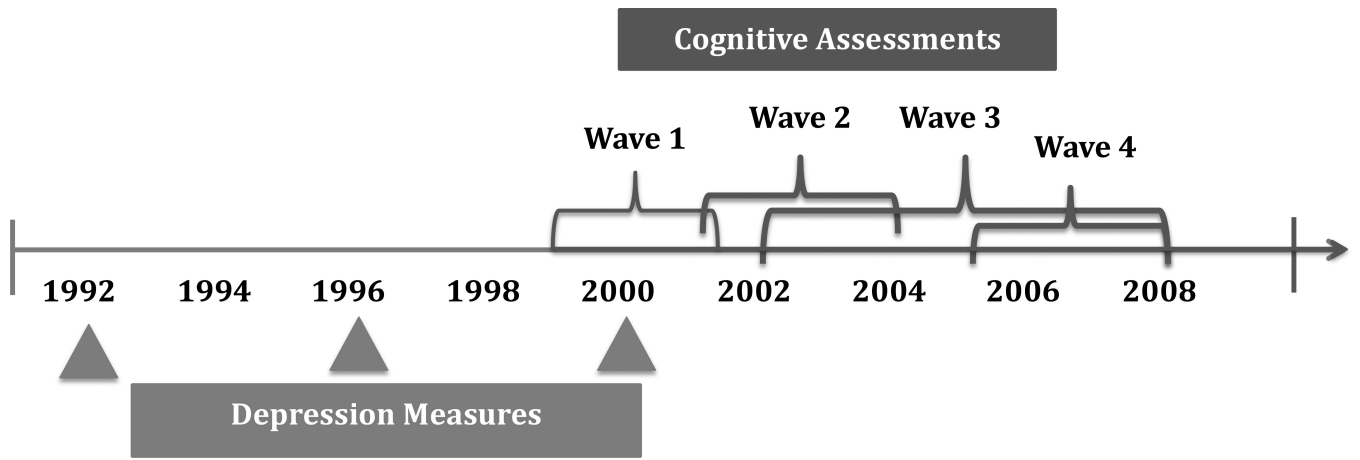 Cognitive Assessments
Wave 1
Wave 2
Wave 3
Wave 4
1992 1994 1996 1998 2000 2002 2004 2006 2008
Depression Measures